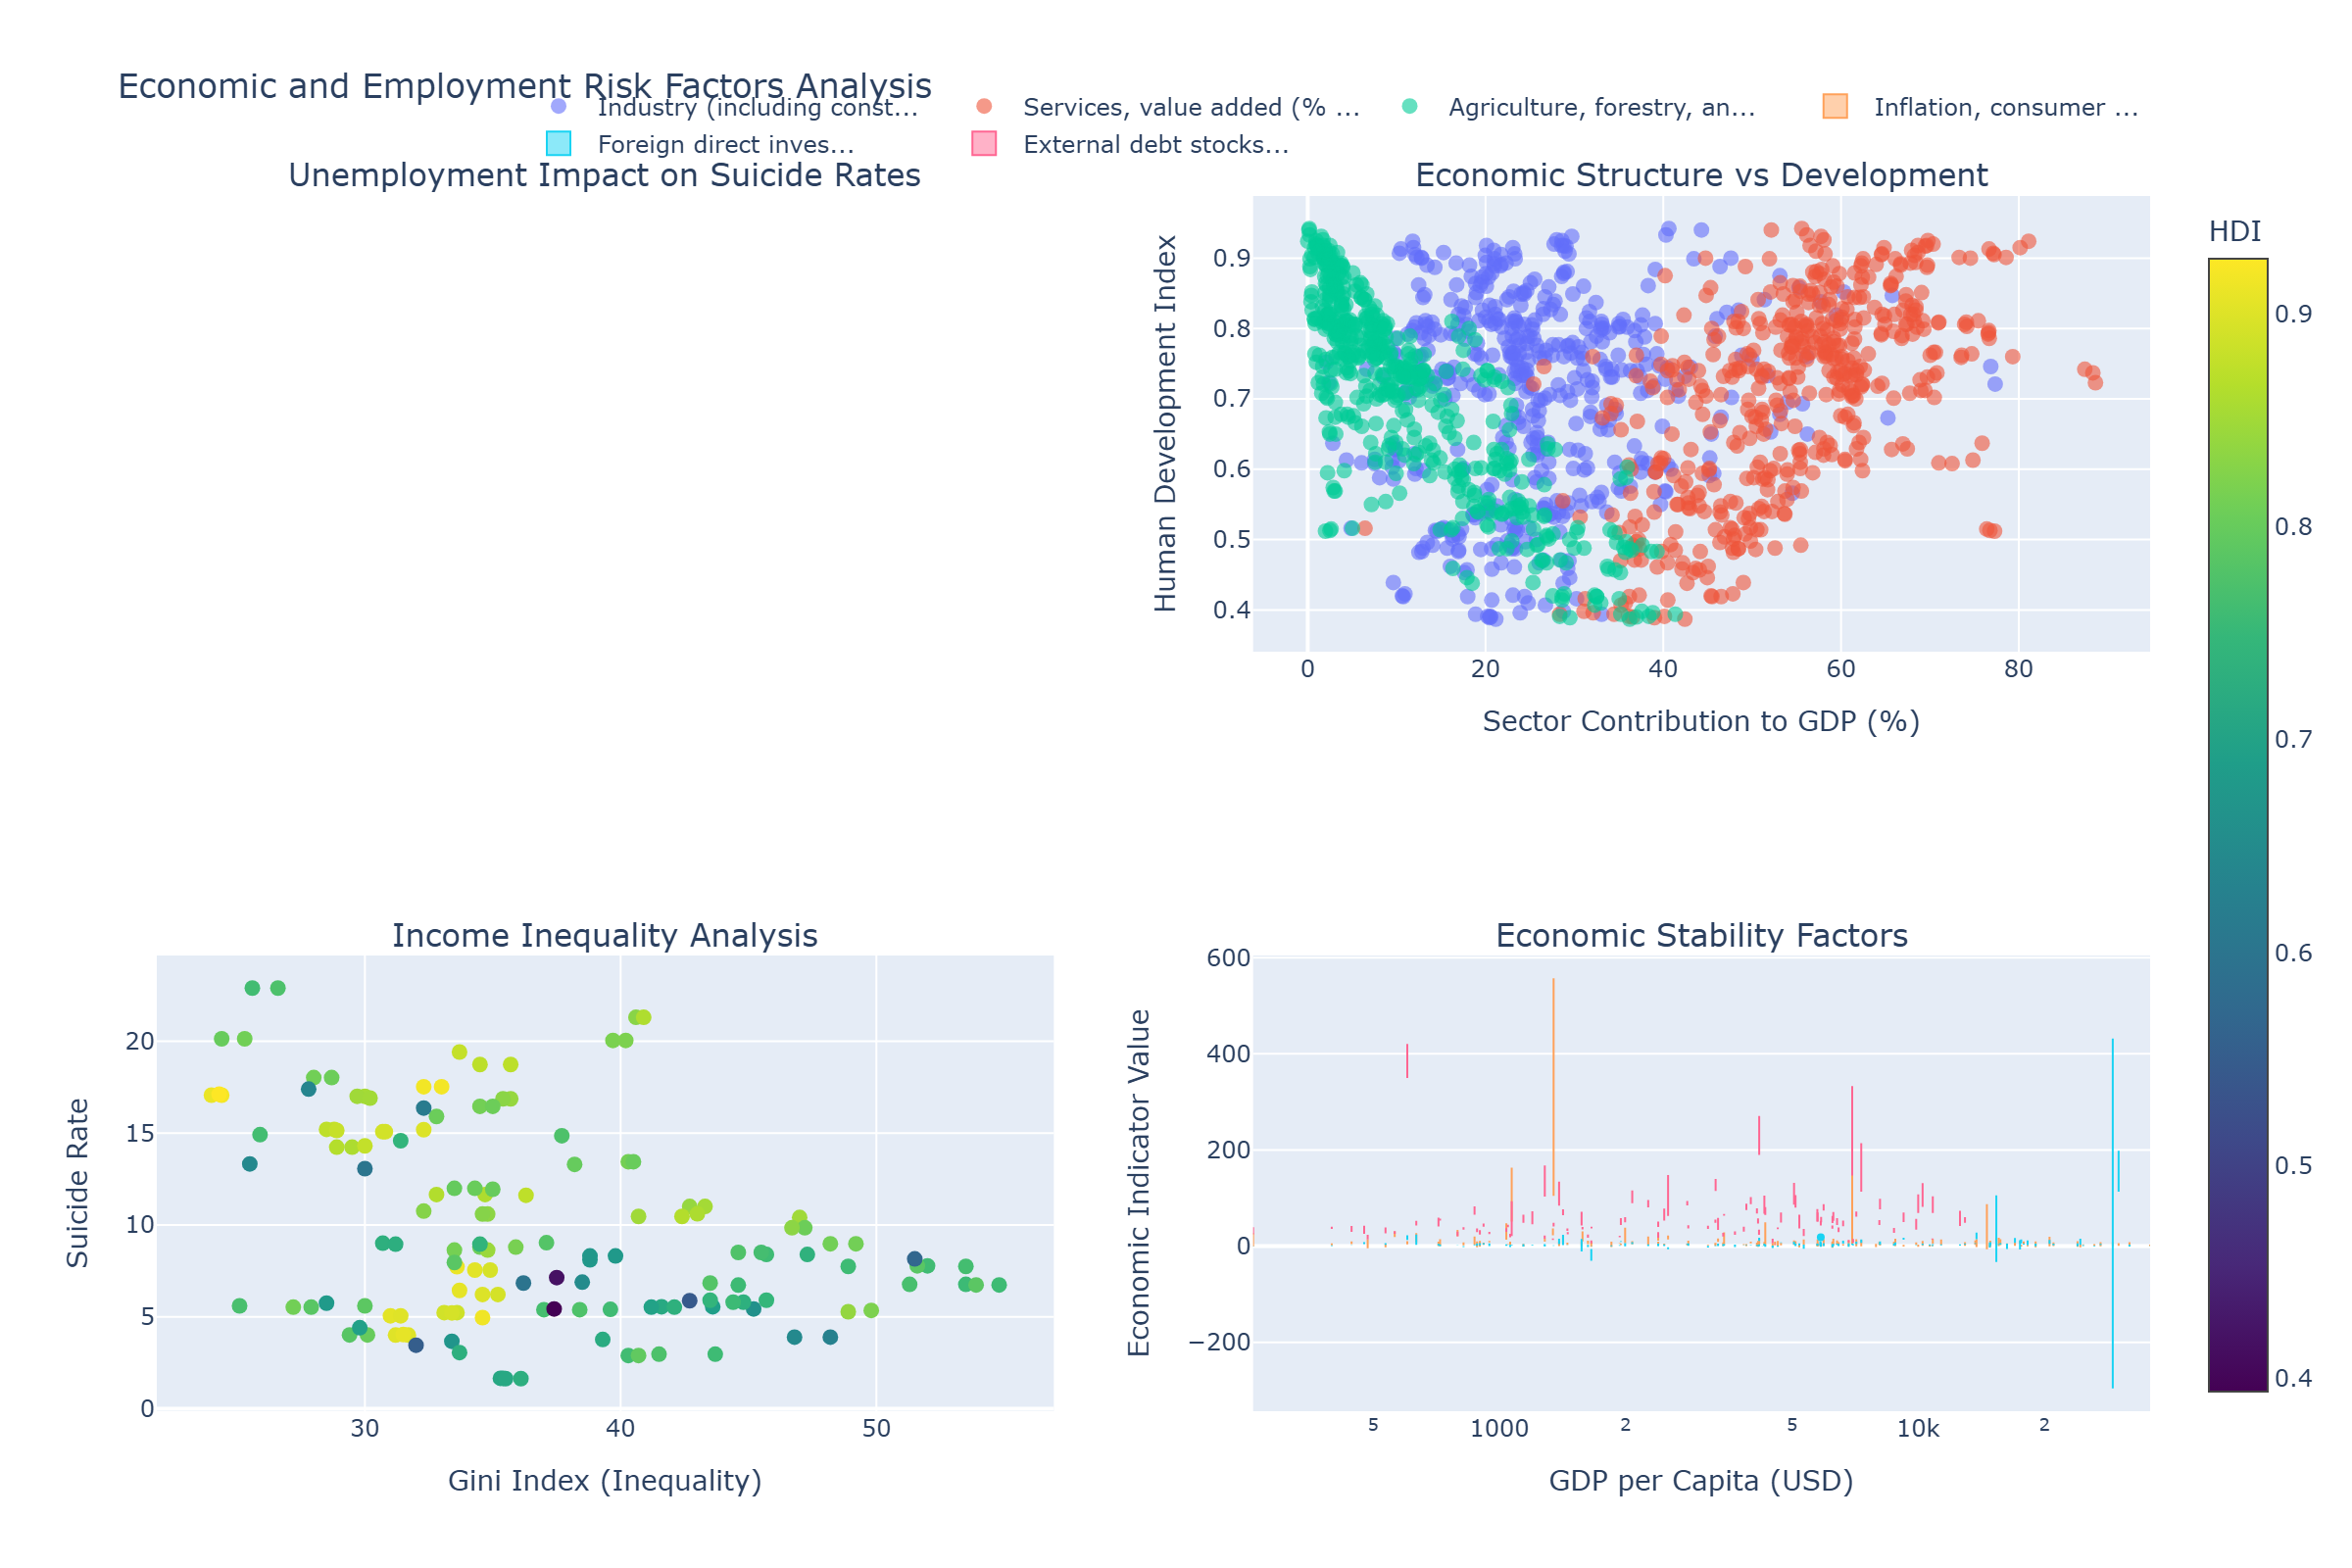 Economic and Employment Risk Factors Analysis
Industry (including const...
Services, value added (% ...
Agriculture, forestry, an...
Inflation, consumer ...
Foreign direct inves...
External debt stocks...
Unemployment Impact on Suicide Rates
Economic Structure vs Development
Human Development Index
0.9
0.8
0.7
0.6
0.5
0.4
0 20 40 60 80
Sector Contribution to GDP (%)
HDI
0.9
0.8
0.7
0.6
0.5
0.4
Income Inequality Analysis
Suicide Rate
20
15
10
5
0
30 40 50
Gini Index (Inequality)
Economic Stability Factors
Economic Indicator Value
600
400
200
0
−200
5 1000 2 5 10k 2
GDP per Capita (USD)